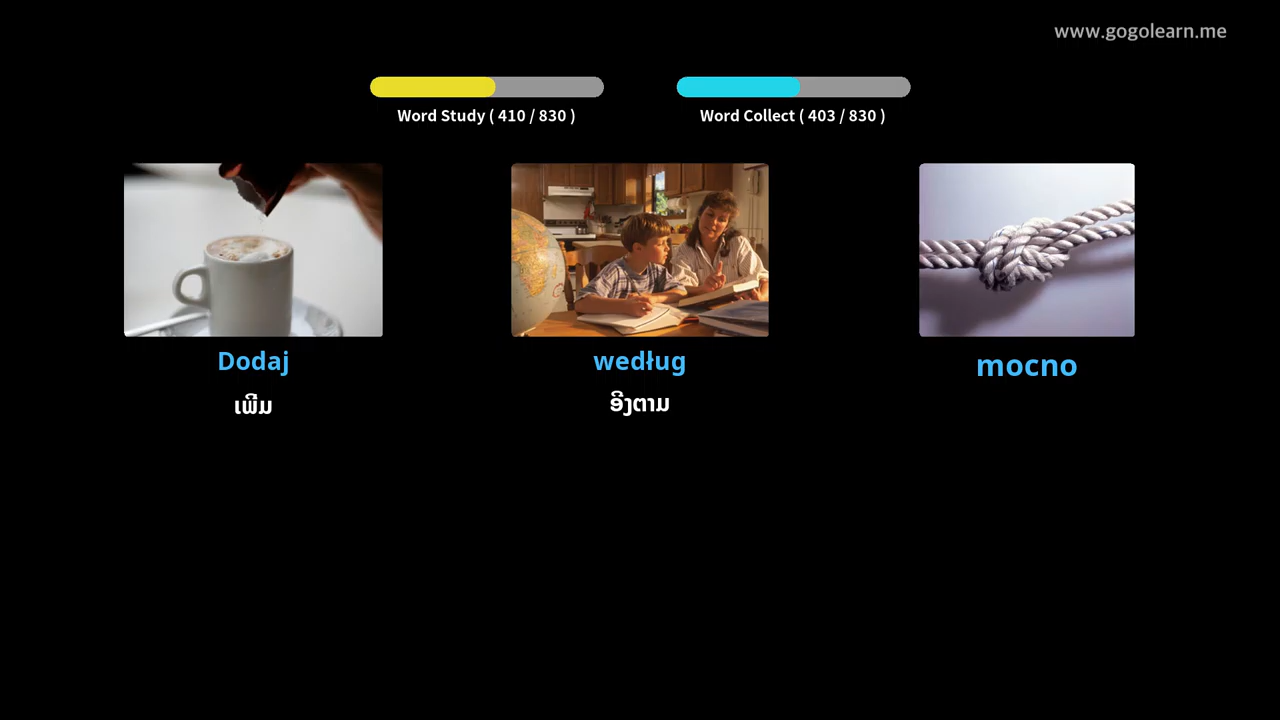 www.gogolearn.me
Word Study ( 410 / 830 )
Word Collect ( 403 / 830 )
Dodaj
ເພີ່ມ
według
ອີງຕາມ
mocno